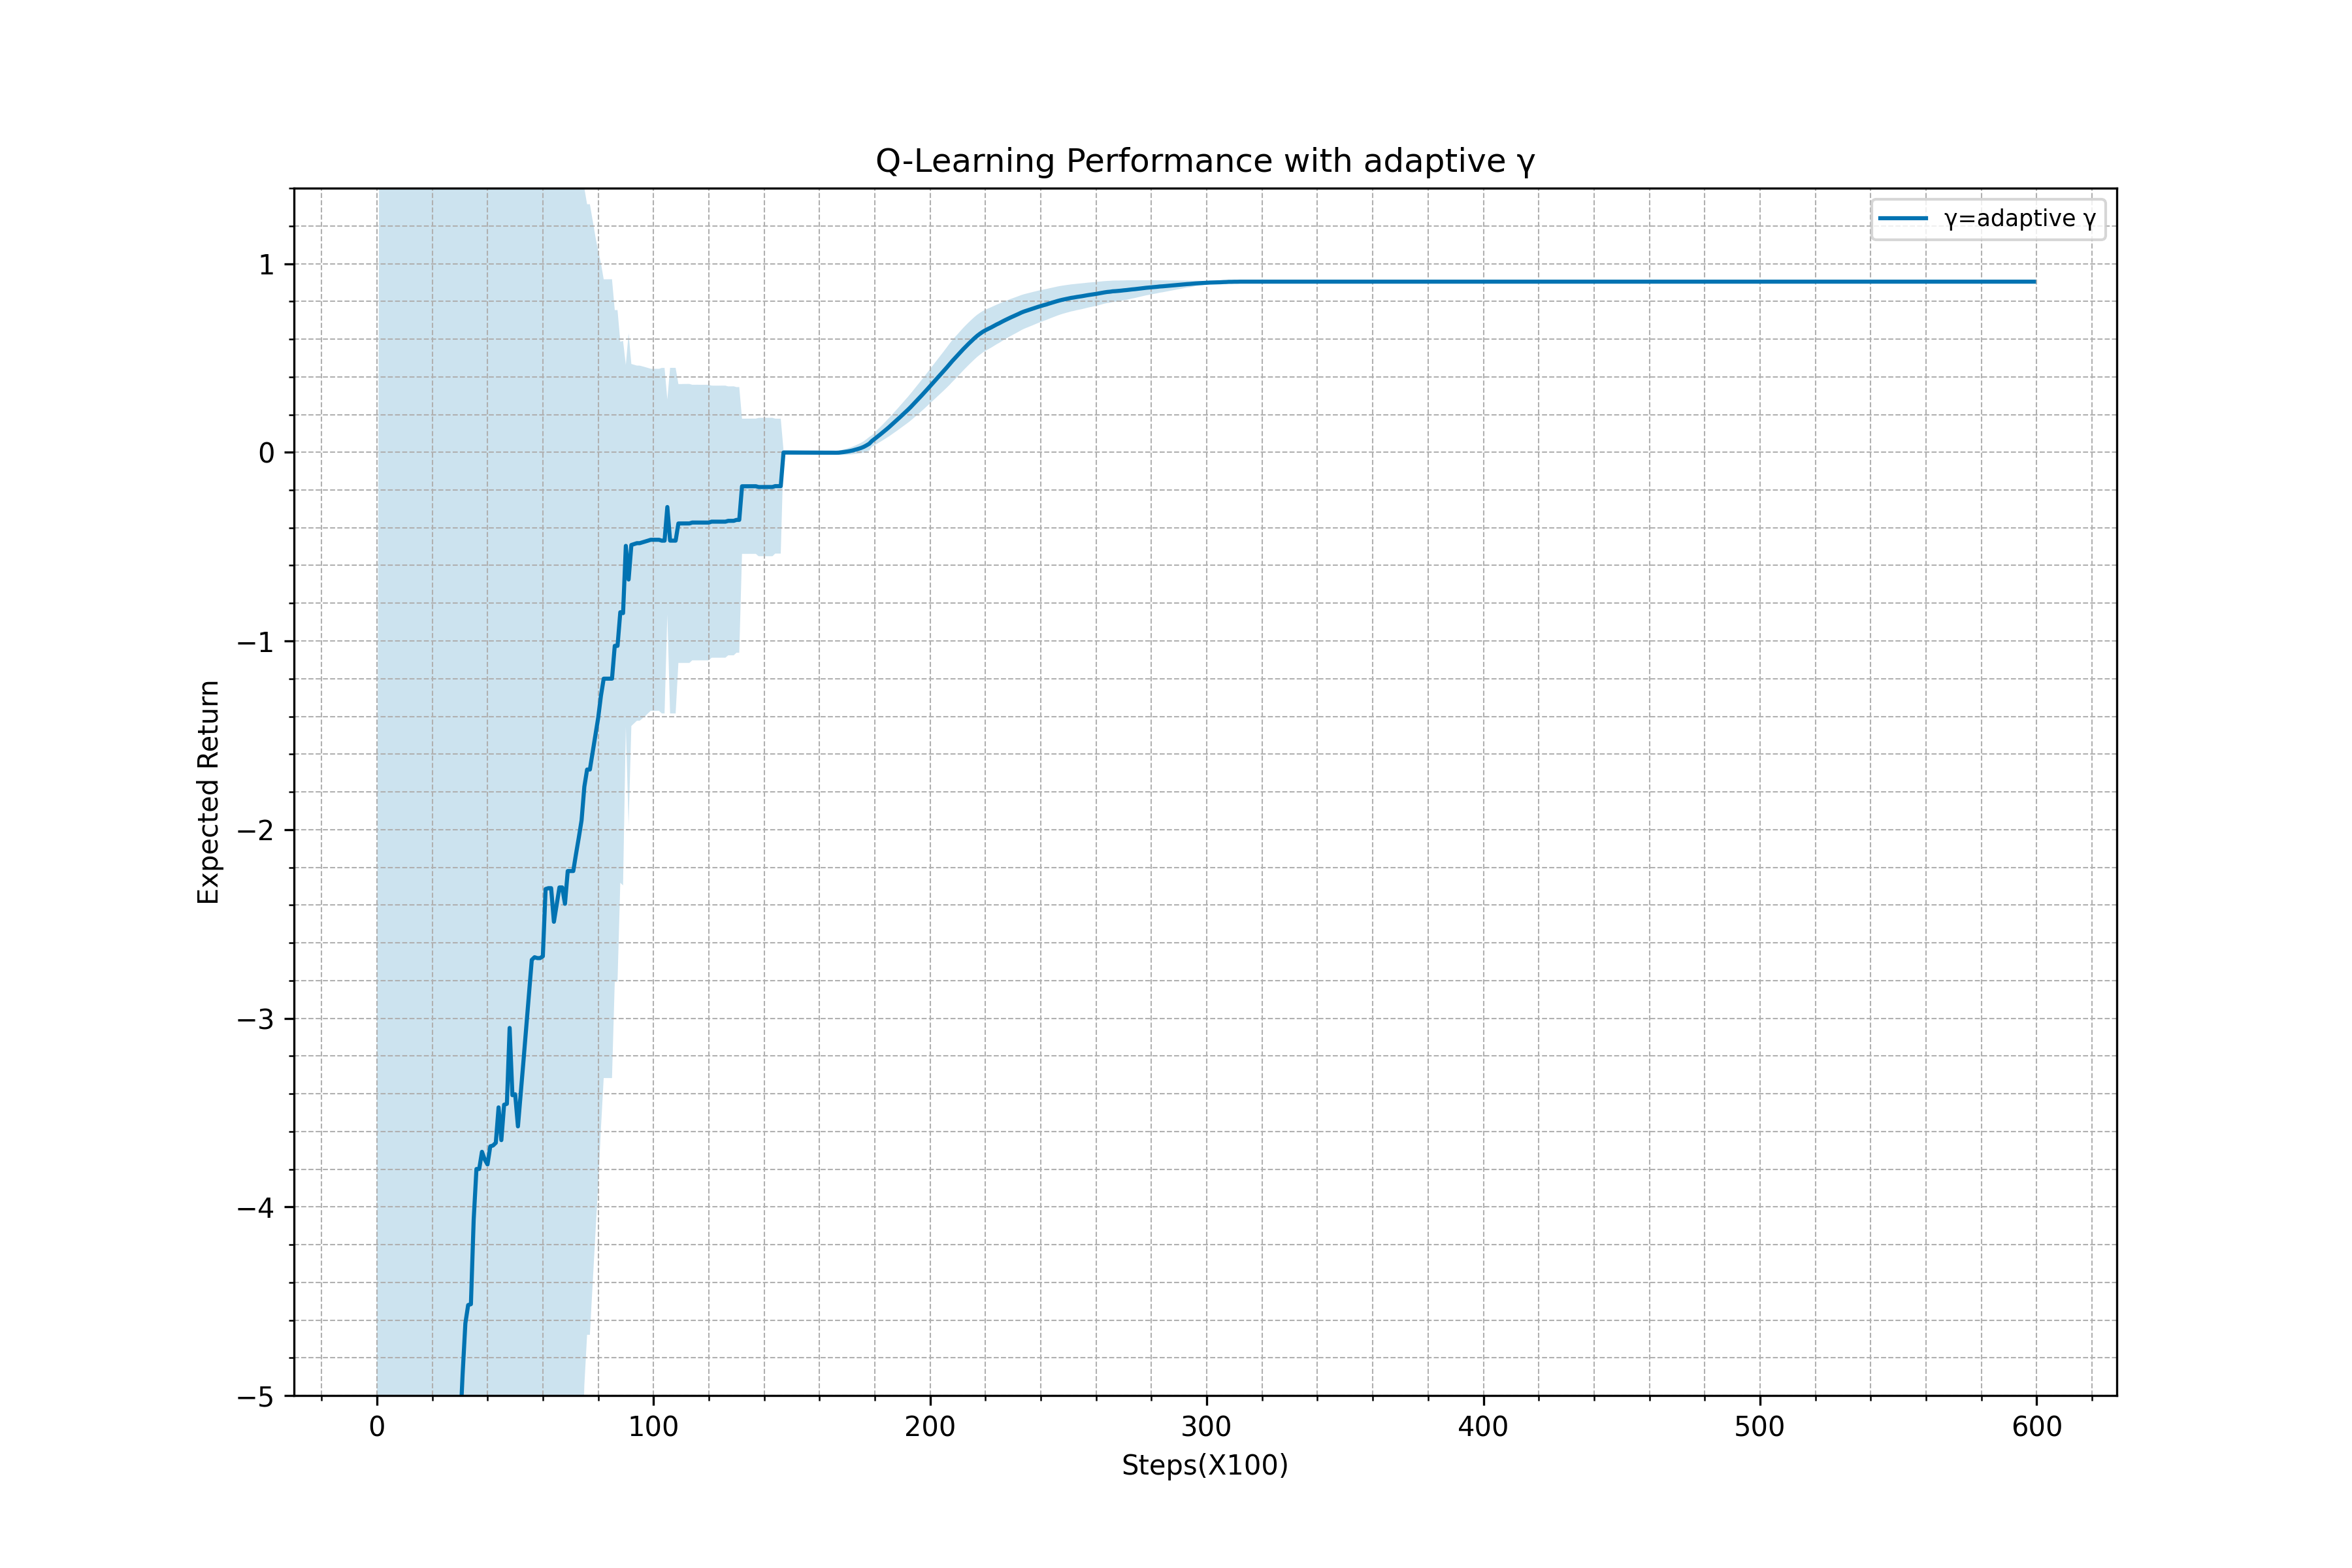 Q-Learning Performance with adaptive γ
γ=adaptive γ
1
0
−1
−2
−3
−4
−5
Expected Return
0 100 200 300 400 500 600
Steps(X100)